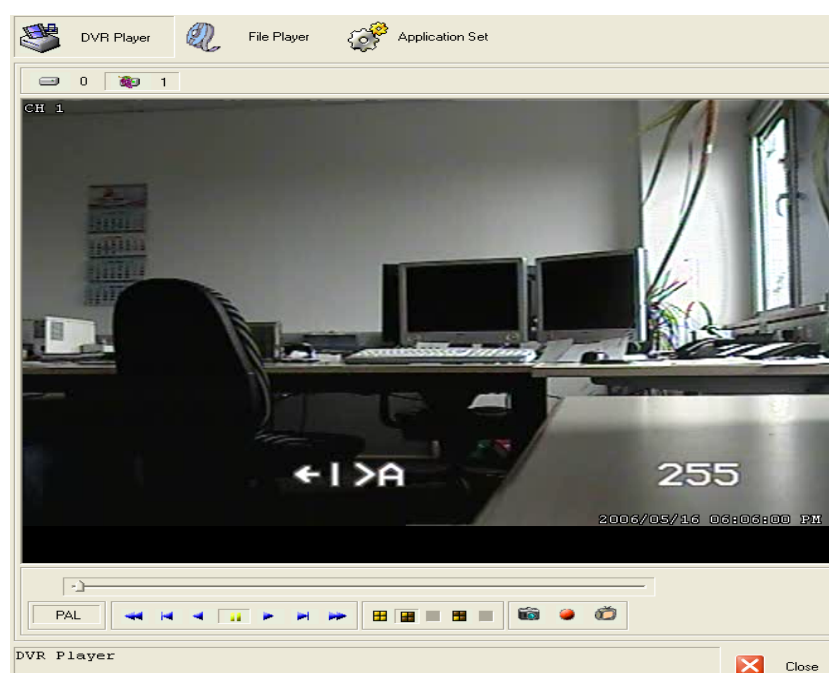 DVR Player File Player Application Set
0 1
CH 1
←|>A 255
2006/05/16 06:06:00 PM
PAL
DVR Player Close